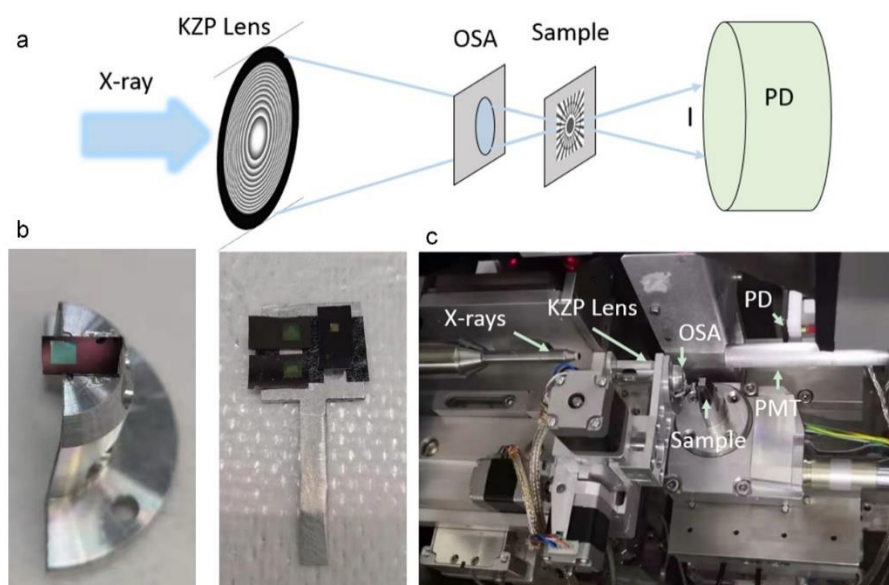 a
KZP Lens
OSA
Sample
X-ray
I
PD
b
c
PD
KZP Lens
OSA
X-rays
PMT
Sample